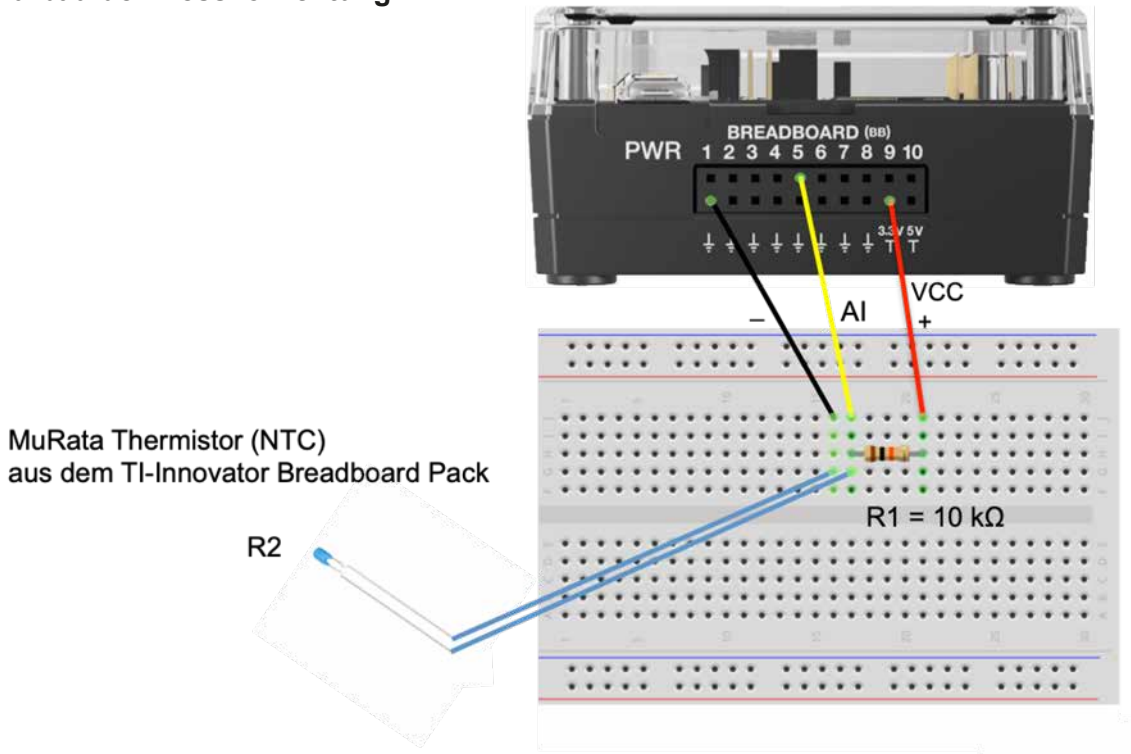 BREADBOARD (BB)
PWR 1 2 3 4 5 6 7 8 9 10
3.3V 5V
VCC
– AI +
MuRata Thermistor (NTC)
aus dem TI-Innovator Breadboard Pack
R1 = 10 kΩ
R2